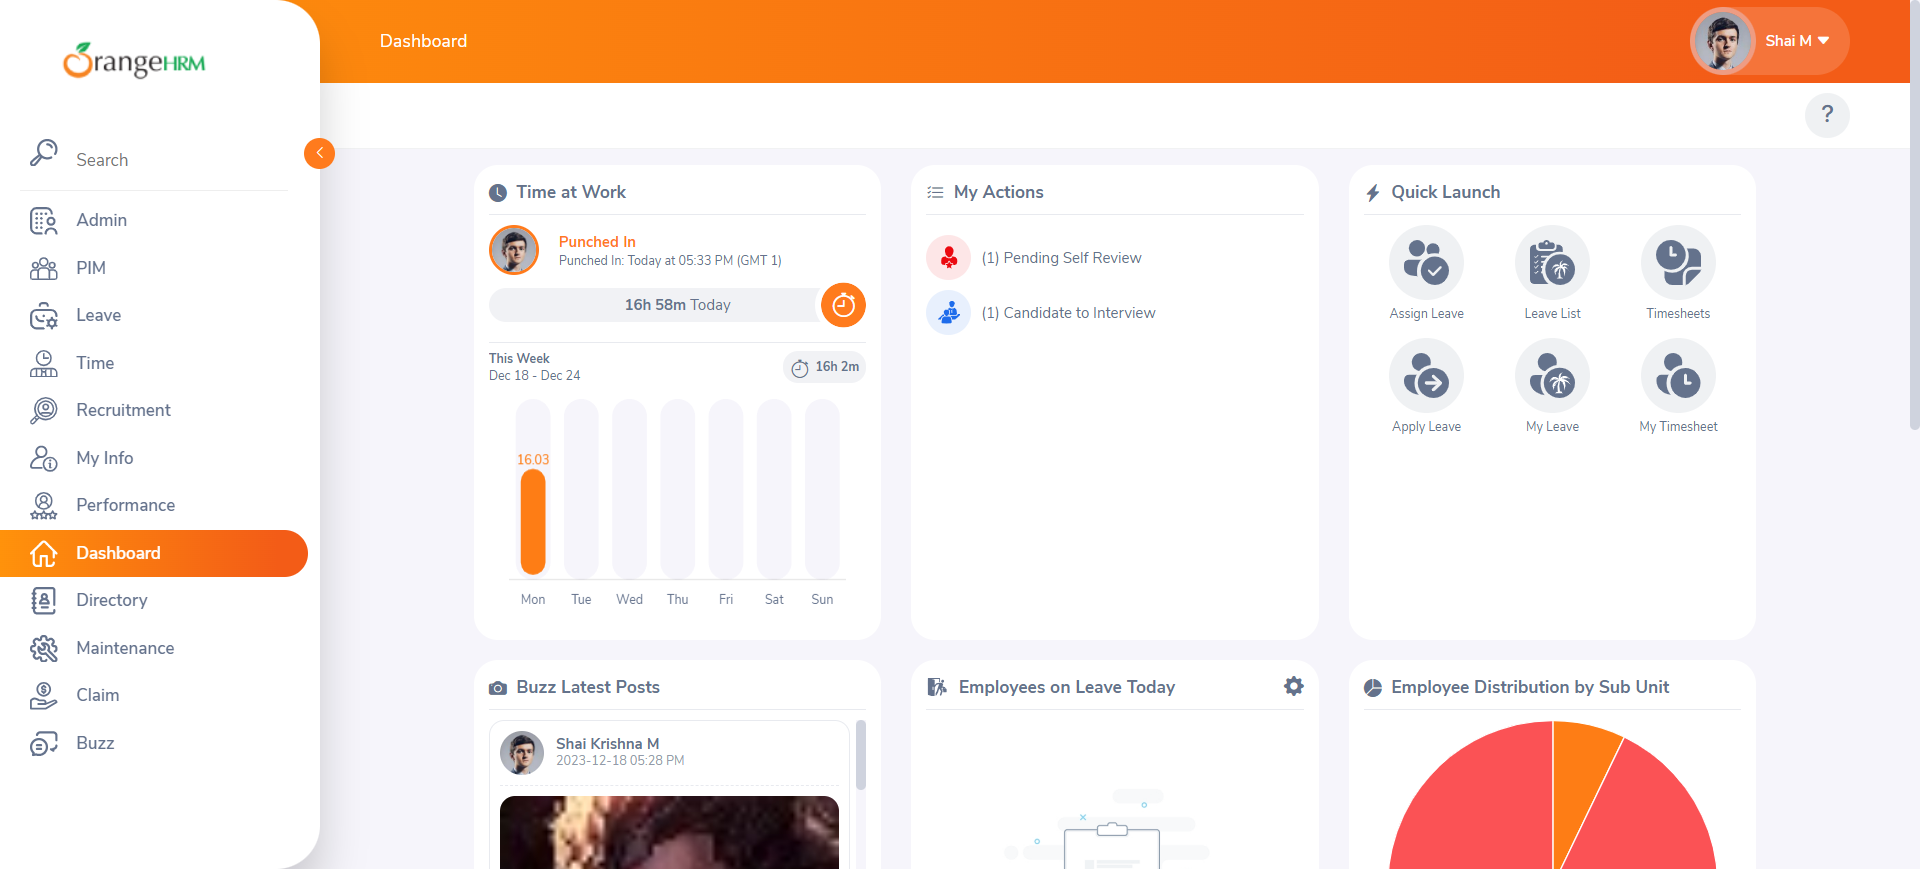 OrangeHRM
Search
Admin
PIM
Leave
Time
Recruitment
My Info
Performance
Dashboard
Directory
Maintenance
Claim
Buzz
Dashboard
Shai M
?
Time at Work
Punched In
Punched In: Today at 05:33 PM (GMT 1)
16h 58m Today
This Week
Dec 18 - Dec 24
16h 2m
16.03
Mon Tue Wed Thu Fri Sat Sun
My Actions
(1) Pending Self Review
(1) Candidate to Interview
Quick Launch
Assign Leave
Leave List
Timesheets
Apply Leave
My Leave
My Timesheet
Buzz Latest Posts
Shai Krishna M
2023-12-18 05:28 PM
Employees on Leave Today
Employee Distribution by Sub Unit